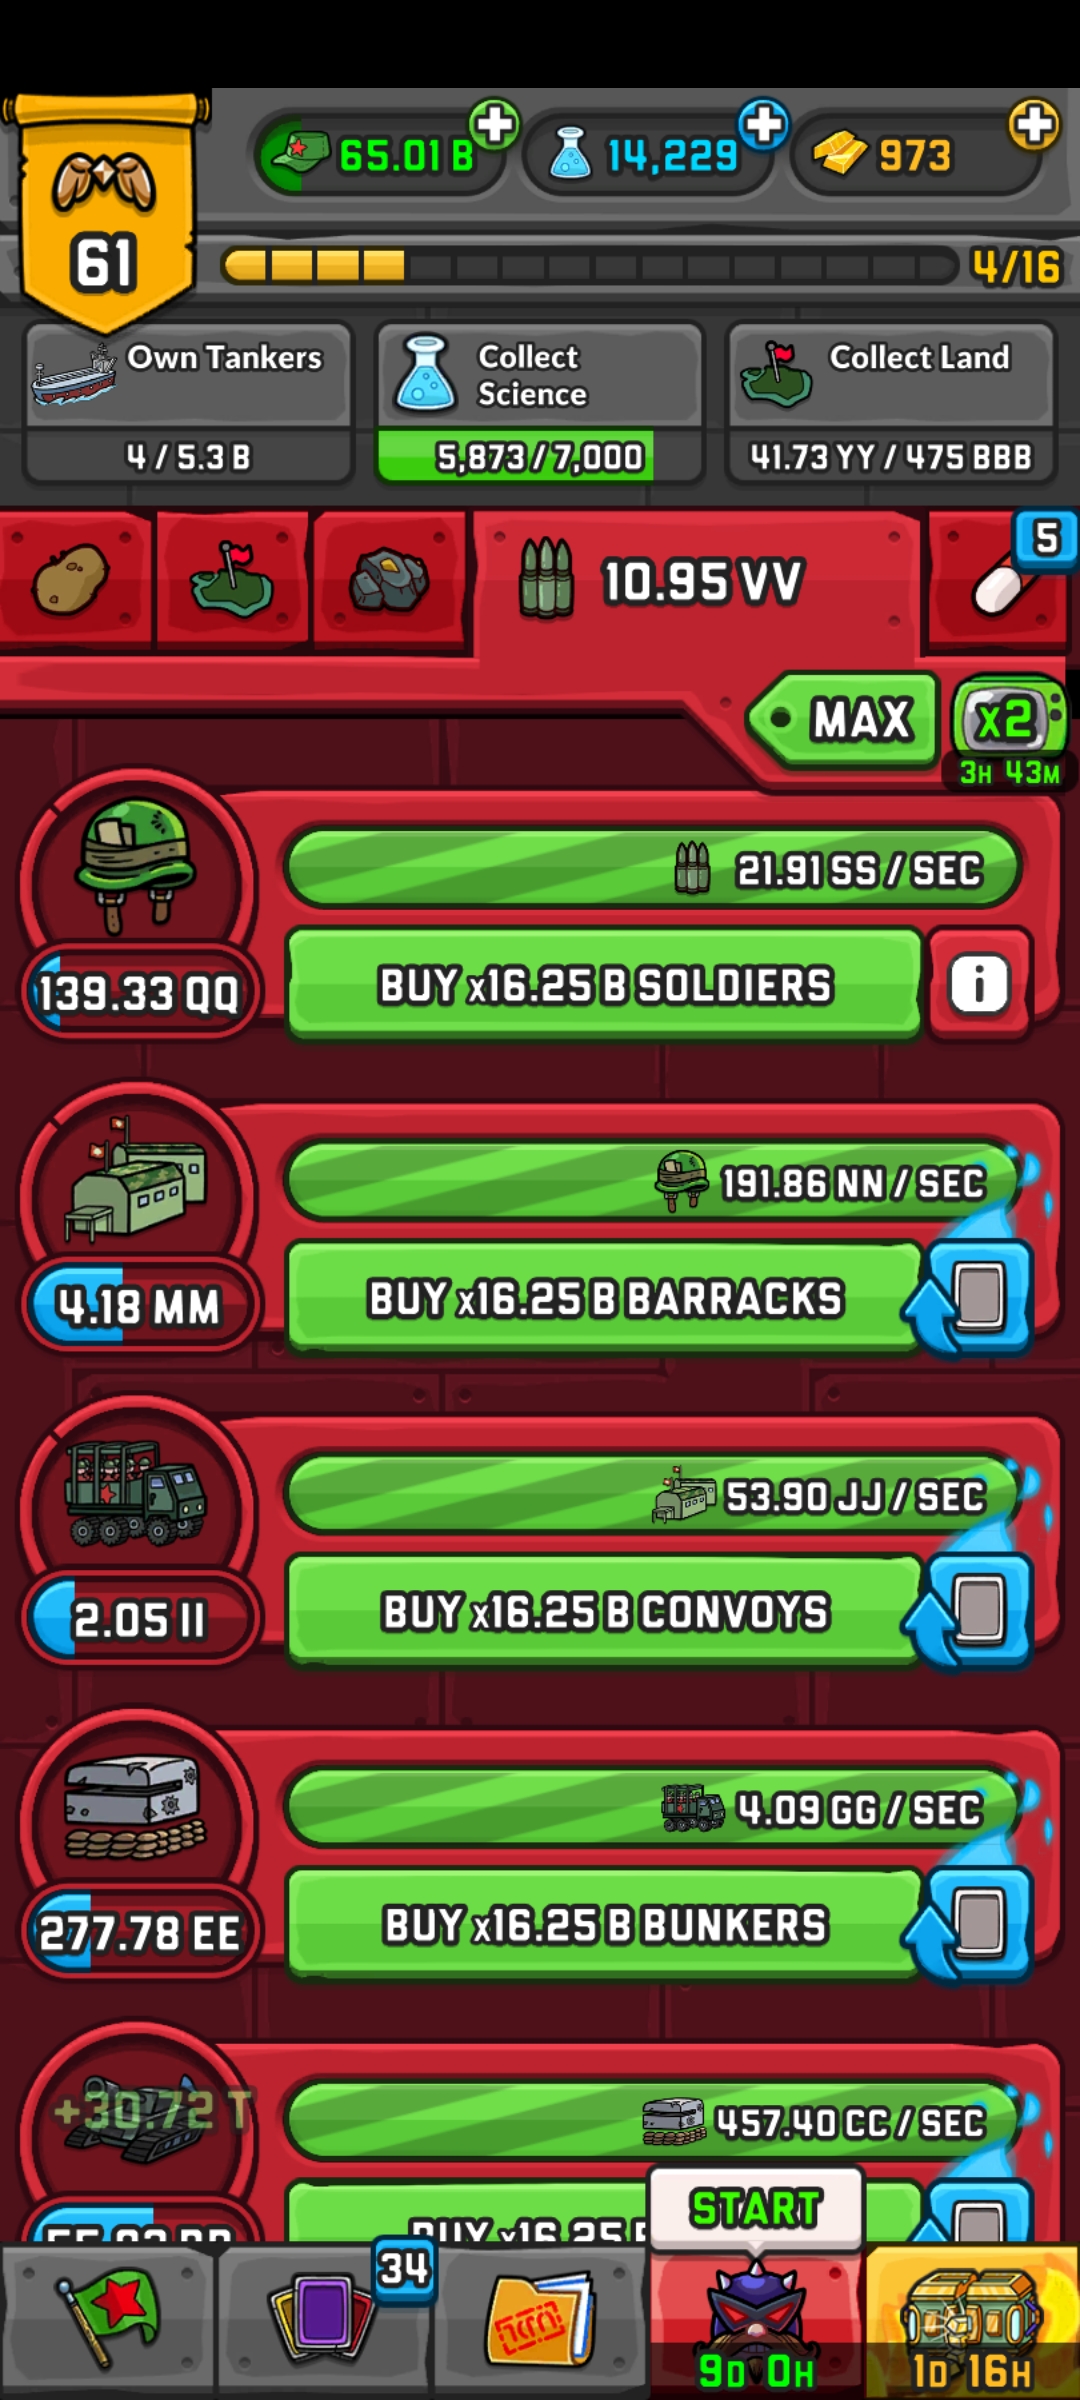 65.01 B
14,229
973
61
4/16
Own Tankers
4 / 5.3 B
Collect
Science
5,873 / 7,000
Collect Land
41.73 YY / 475 BBB
10.95 VV
5
MAX
x2
3H 43M
21.91 SS / SEC
139.33 QQ
BUY x16.25 B SOLDIERS
i
191.86 NN / SEC
4.18 MM
BUY x16.25 B BARRACKS
53.90 JJ / SEC
2.05 II
BUY x16.25 B CONVOYS
4.09 GG / SEC
277.78 EE
BUY x16.25 B BUNKERS
+30.72 T
457.40 CC / SEC
BUY x16.25
START
34
9D 0H
1D 16H